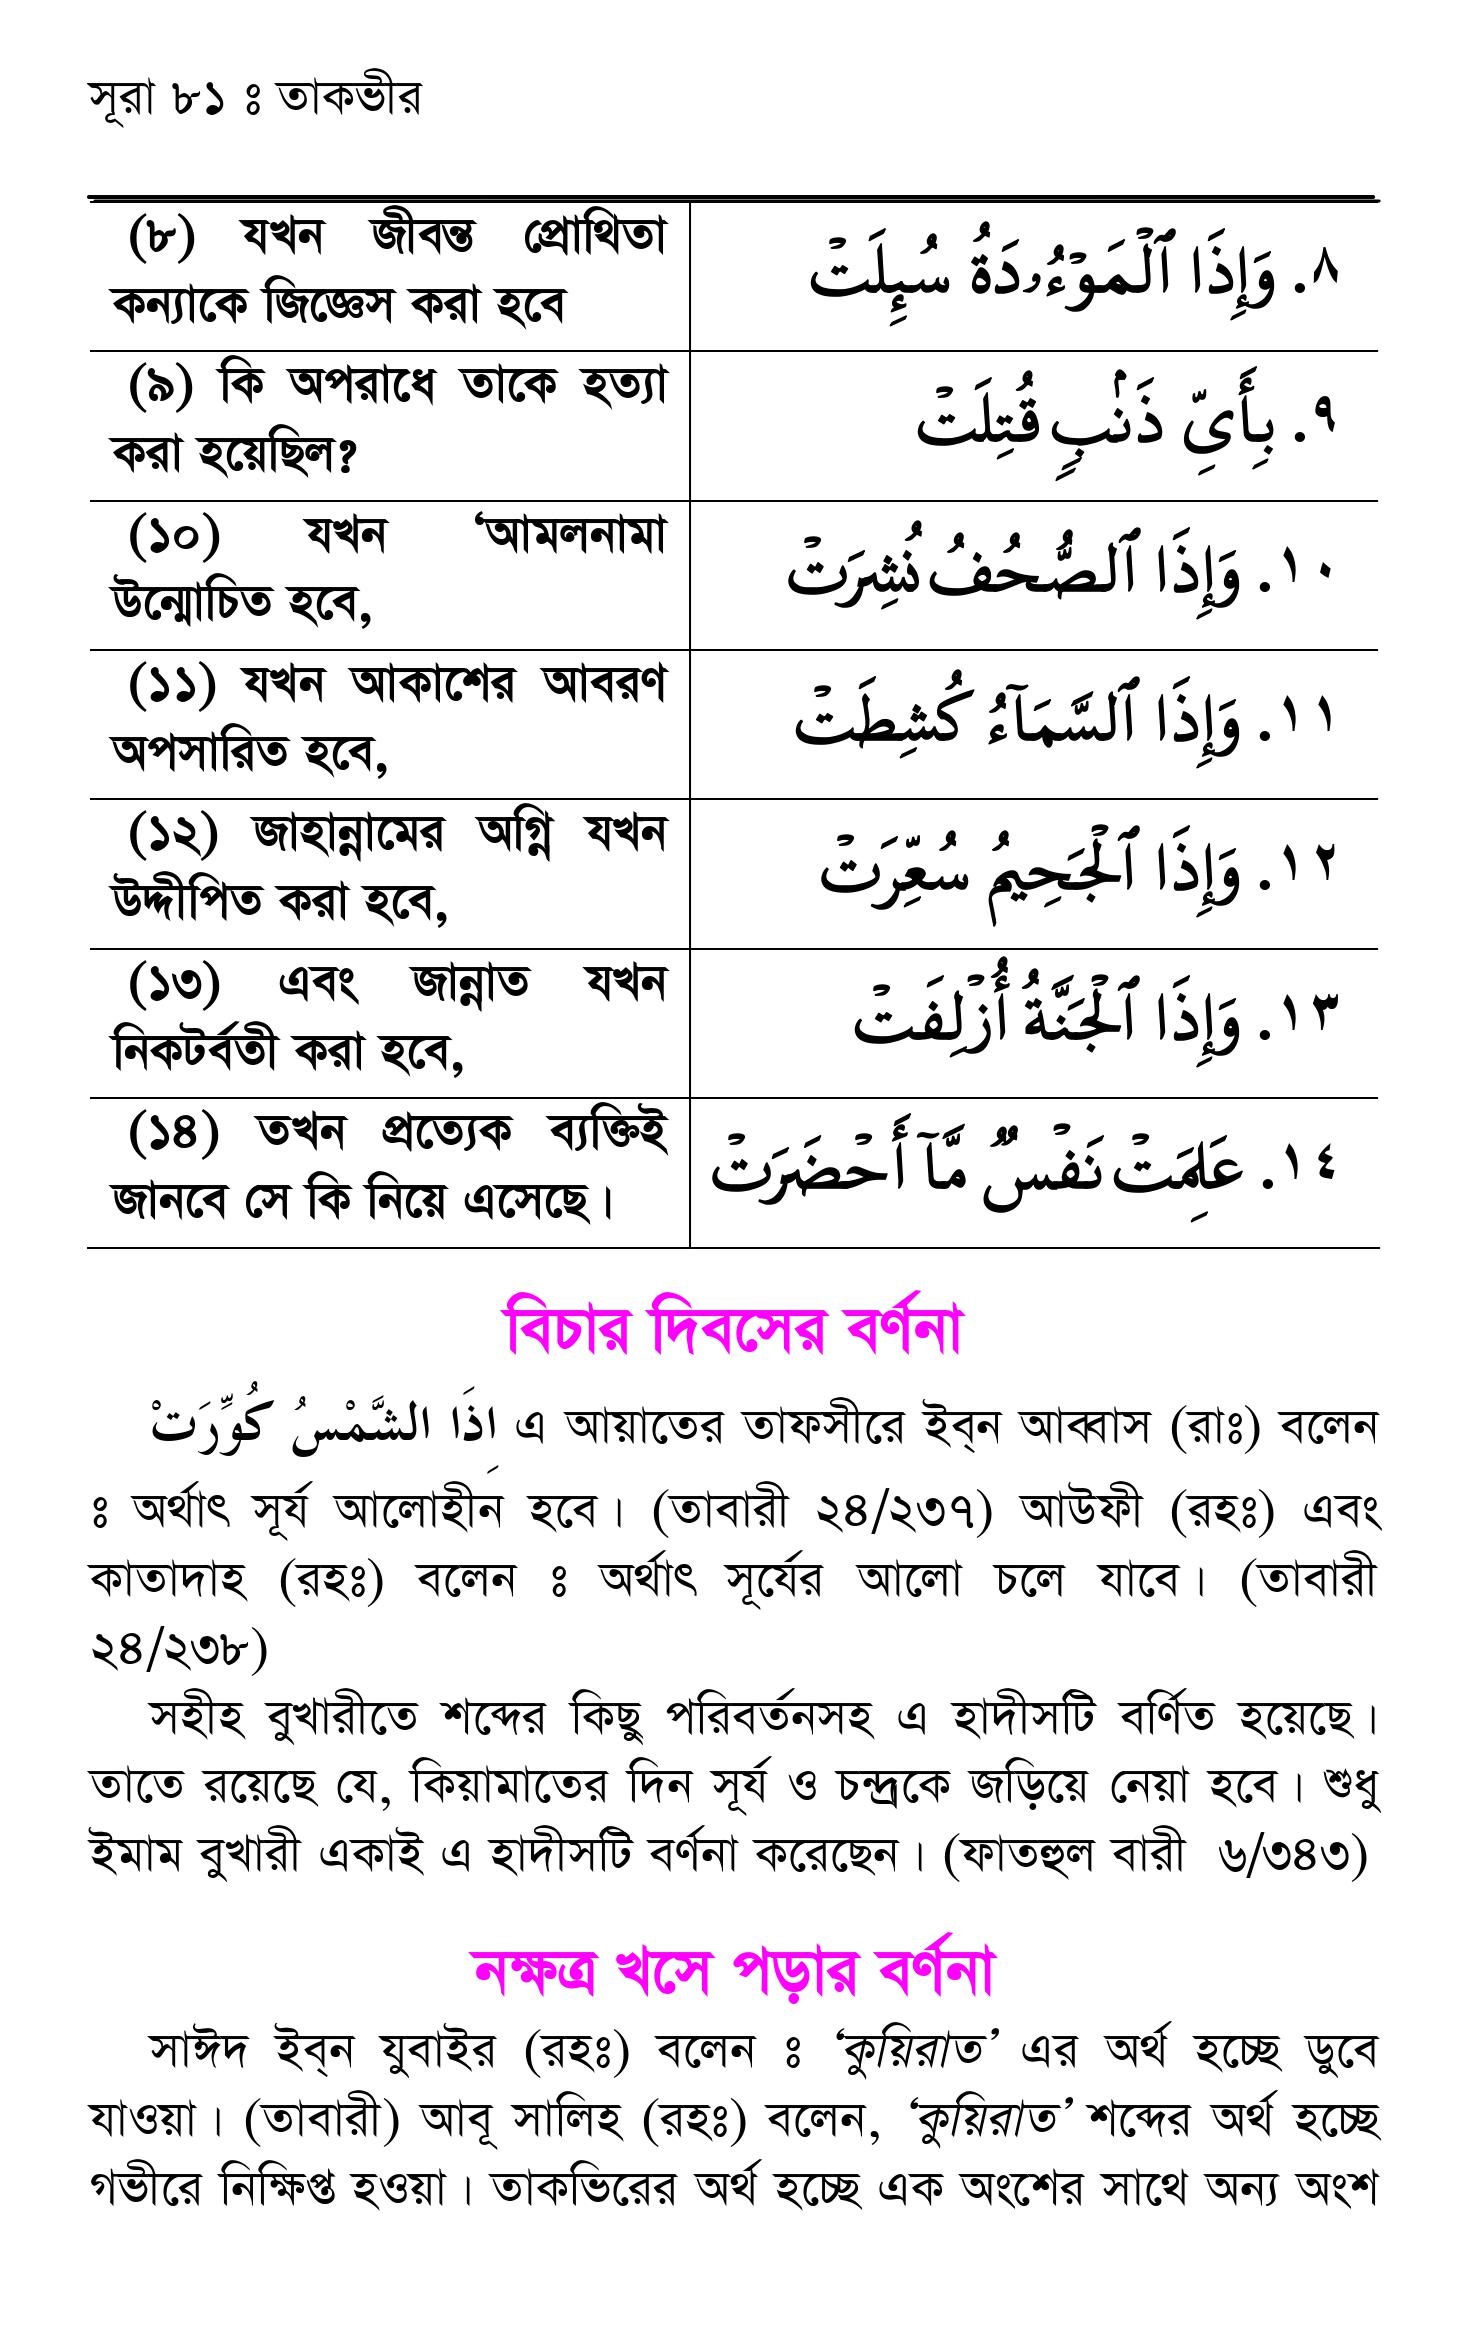 সূরা ৮১ ঃ তাকভীর
(৮) যখন জীবন্ত প্রোথিতা
কন্যাকে জিজ্ঞেস করা হবে
٨. وَإِذَا ٱلْمَوْءُۥدَةُ سُئِلَتْ
(৯) কি অপরাধে তাকে হত্যা
করা হয়েছিল?
٩. بِأَىِّ ذَنۢبٍ قُتِلَتْ
(১০) যখন ‘আমলনামা
উন্মোচিত হবে,
١٠. وَإِذَا ٱلصُّحُفُ نُشِرَتْ
(১১) যখন আকাশের আবরণ
অপসারিত হবে,
١١. وَإِذَا ٱلسَّمَآءُ كُشِطَتْ
(১২) জাহান্নামের অগ্নি যখন
উদ্দীপিত করা হবে,
١٢. وَإِذَا ٱلْجَحِيمُ سُعِّرَتْ
(১৩) এবং জান্নাত যখন
নিকটর্বতী করা হবে,
١٣. وَإِذَا ٱلْجَنَّةُ أُزْلِفَتْ
(১৪) তখন প্রত্যেক ব্যক্তিই
জানবে সে কি নিয়ে এসেছে।
١٤. عَلِمَتْ نَفْسٌ مَّآ أَحْضَرَتْ
বিচার দিবসের বর্ণনা
اِذَا الشَّمْسُ كُوِّرَتْ এ আয়াতের তাফসীরে ইব্‌ন আব্বাস (রাঃ) বলেন
ঃ অর্থাৎ সূর্য আলোহীন হবে। (তাবারী ২৪/২৩৭) আউফী (রহঃ) এবং
কাতাদাহ (রহঃ) বলেন ঃ অর্থাৎ সূর্যের আলো চলে যাবে। (তাবারী
২৪/২৩৮)
সহীহ বুখারীতে শব্দের কিছু পরিবর্তনসহ এ হাদীসটি বর্ণিত হয়েছে।
তাতে রয়েছে যে, কিয়ামাতের দিন সূর্য ও চন্দ্রকে জড়িয়ে নেয়া হবে। শুধু
ইমাম বুখারী একাই এ হাদীসটি বর্ণনা করেছেন। (ফাতহুল বারী ৬/৩৪৩)
নক্ষত্র খসে পড়ার বর্ণনা
সাঈদ ইব্‌ন যুবাইর (রহঃ) বলেন ঃ ‘কুয়িরাত’ এর অর্থ হচ্ছে ডুবে
যাওয়া। (তাবারী) আবূ সালিহ (রহঃ) বলেন, ‘কুয়িরাত’ শব্দের অর্থ হচ্ছে
গভীরে নিক্ষিপ্ত হওয়া। তাকভিরের অর্থ হচ্ছে এক অংশের সাথে অন্য অংশ